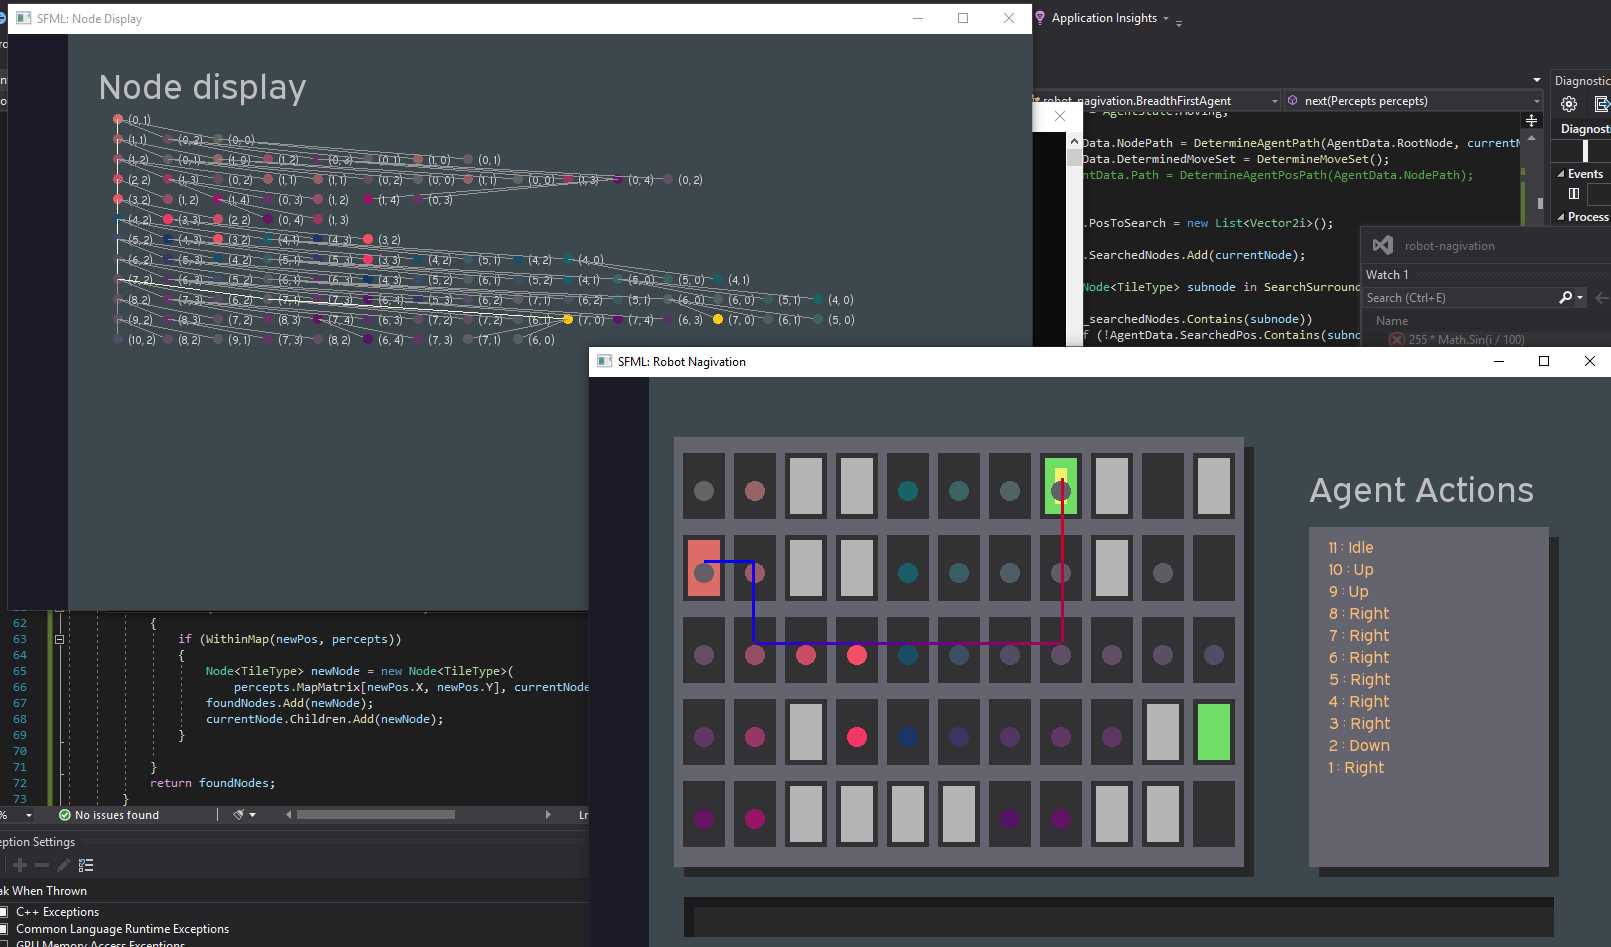 SFML: Node Display
Application Insights
Node display
(0, 1)
(1, 1) (0, 2) (0, 0)
(1, 2) (0, 1) (1, 0) (1, 2) (0, 3) (0, 1) (1, 0) (0, 1)
(2, 2) (1, 3) (0, 2) (1, 1) (1, 1) (0, 2) (0, 0) (1, 1) (0, 0) (1, 3) (0, 4) (0, 2)
(3, 2) (1, 2) (1, 4) (0, 3) (1, 2) (1, 4) (0, 3)
(4, 2) (3, 3) (2, 2) (0, 4) (1, 3)
(5, 2) (4, 3) (3, 2) (4, 1) (4, 3) (3, 2)
(6, 2) (5, 3) (4, 2) (5, 1) (5, 3) (3, 3) (4, 2) (5, 1) (4, 2) (4, 0)
(7, 2) (6, 3) (5, 2) (6, 1) (6, 3) (4, 3) (5, 2) (5, 2) (4, 1) (5, 0) (5, 0) (4, 1)
(8, 2) (7, 3) (6, 2) (7, 1) (7, 3) (6, 4) (5, 3) (6, 2) (7, 1) (6, 2) (5, 1) (6, 0) (6, 0) (5, 1) (4, 0)
(9, 2) (8, 3) (7, 2) (8, 3) (7, 4) (6, 3) (7, 2) (7, 2) (6, 1) (7, 0) (7, 4) (6, 3) (7, 0) (6, 1) (5, 0)
(10, 2) (8, 2) (9, 1) (7, 3) (8, 2) (6, 4) (7, 3) (7, 1) (6, 0)
robot_nagivation.BreadthFirstAgent
next(Percepts percepts)
= AgentState.Moving;
Data.NodePath = DetermineAgentPath(AgentData.RootNode, currentN
Data.DeterminedMoveSet = DetermineMoveSet();
ntData.Path = DetermineAgentPosPath(AgentData.NodePath);
.PosToSearch = new List<Vector2i>();
.SearchedNodes.Add(currentNode);
Node<TileType> subnode in SearchSurround
_searchedNodes.Contains(subnode))
f (!AgentData.SearchedPos.Contains(subno
Diagnostic
Diagnost
Events
Process
robot-nagivation
Watch 1
Search (Ctrl+E)
Name
255 * Math.Sin(i / 100)
SFML: Robot Nagivation
Agent Actions
11 : Idle
10 : Up
9 : Up
8 : Right
7 : Right
6 : Right
5 : Right
4 : Right
3 : Right
2 : Down
1 : Right
62 {
63 if (WithinMap(newPos, percepts))
64 {
65 Node<TileType> newNode = new Node<TileType>(
66 percepts.MapMatrix[newPos.X, newPos.Y], currentNode
67 foundNodes.Add(newNode);
68 currentNode.Children.Add(newNode);
69 }
70
71 }
72 return foundNodes;
73 }
% No issues found Ln
eption Settings
ak When Thrown
C++ Exceptions
Common Language Runtime Exceptions
GPU Memory Access Exceptions